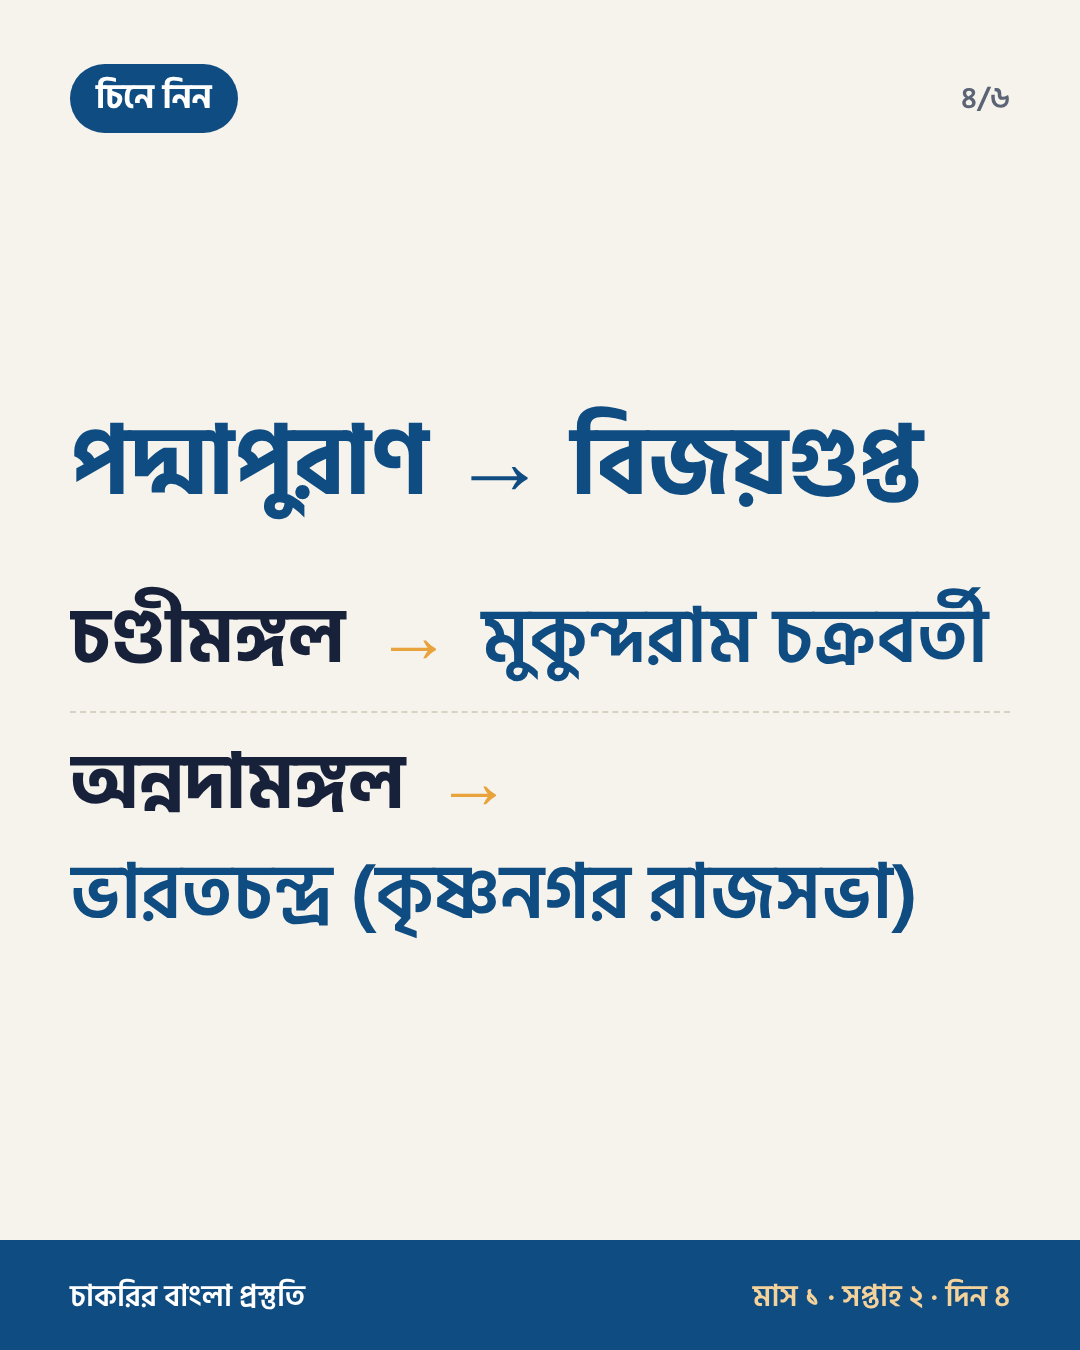 চিনে নিন
৪/৬
পদ্মাপুরাণ → বিজয়গুপ্ত
চণ্ডীমঙ্গল → মুকুন্দরাম চক্রবর্তী
অন্নদামঙ্গল →
ভারতচন্দ্র (কৃষ্ণনগর রাজসভা)
চাকরির বাংলা প্রস্তুতি
মাস ১ · সপ্তাহ ২ · দিন ৪